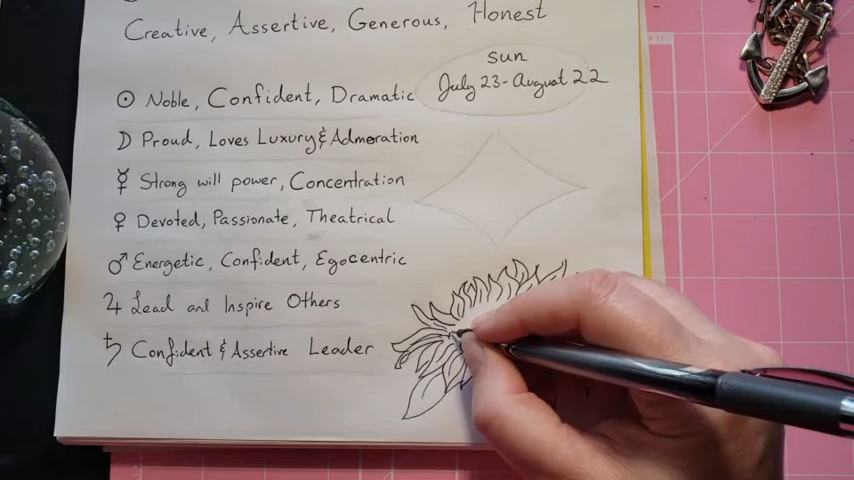 Creative, Assertive, Generous, Honest
sun
July 23-August 22
☉ Noble, Confident, Dramatic
☽ Proud, Loves Luxury & Admoration
☿ Strong will power, Concentration
♀ Devoted, Passionate, Theatrical
♂ Energetic, Confident, Egocentric
♃ Lead and Inspire Others
♄ Confident & Assertive Leader